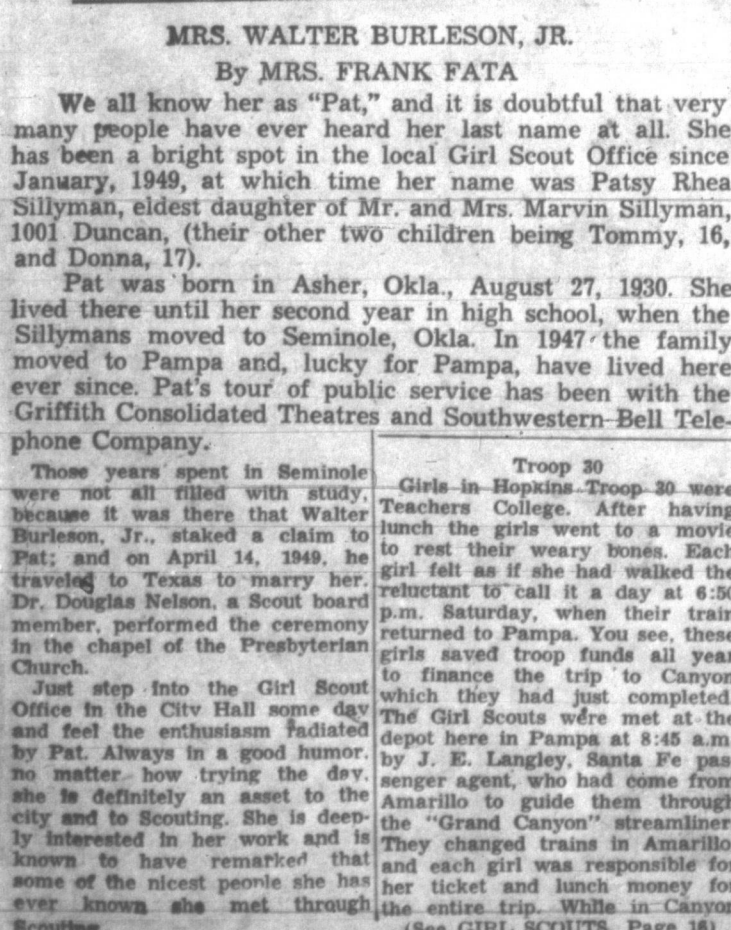 MRS. WALTER BURLESON, JR.
By MRS. FRANK FATA
We all know her as "Pat," and it is doubtful that very
many people have ever heard her last name at all. She
has been a bright spot in the local Girl Scout Office since
January, 1949, at which time her name was Patsy Rhea
Sillyman, eldest daughter of Mr. and Mrs. Marvin Sillyman,
1001 Duncan, (their other two children being Tommy, 16,
and Donna, 17).
Pat was born in Asher, Okla., August 27, 1930. She
lived there until her second year in high school, when the
Sillymans moved to Seminole, Okla. In 1947 the family
moved to Pampa and, lucky for Pampa, have lived here
ever since. Pat's tour of public service has been with the
Griffith Consolidated Theatres and Southwestern Bell Tele-
phone Company.
Those years spent in Seminole
were not all filled with study,
because it was there that Walter
Burleson, Jr., staked a claim to
Pat; and on April 14, 1949, he
traveled to Texas to marry her.
Dr. Douglas Nelson, a Scout board
member, performed the ceremony
in the chapel of the Presbyterian
Church.
Just step into the Girl Scout
Office in the City Hall some day
and feel the enthusiasm radiated
by Pat. Always in a good humor,
no matter how trying the day,
she is definitely an asset to the
city and to Scouting. She is deep-
ly interested in her work and is
known to have remarked that
some of the nicest people she has
ever known she met through
Scouting.
Troop 30
Girls in Hopkins Troop 30 were
Teachers College. After having
lunch the girls went to a movie
to rest their weary bones. Each
girl felt as if she had walked the
reluctant to call it a day at 6:50
p.m. Saturday, when their train
returned to Pampa. You see, these
girls saved troop funds all year
to finance the trip to Canyon
which they had just completed.
The Girl Scouts were met at the
depot here in Pampa at 8:45 a.m.
by J. E. Langley, Santa Fe pas-
senger agent, who had come from
Amarillo to guide them through
the "Grand Canyon" streamliner.
They changed trains in Amarillo
and each girl was responsible for
her ticket and lunch money for
the entire trip. While in Canyon
(See GIRL SCOUTS, Page 16)